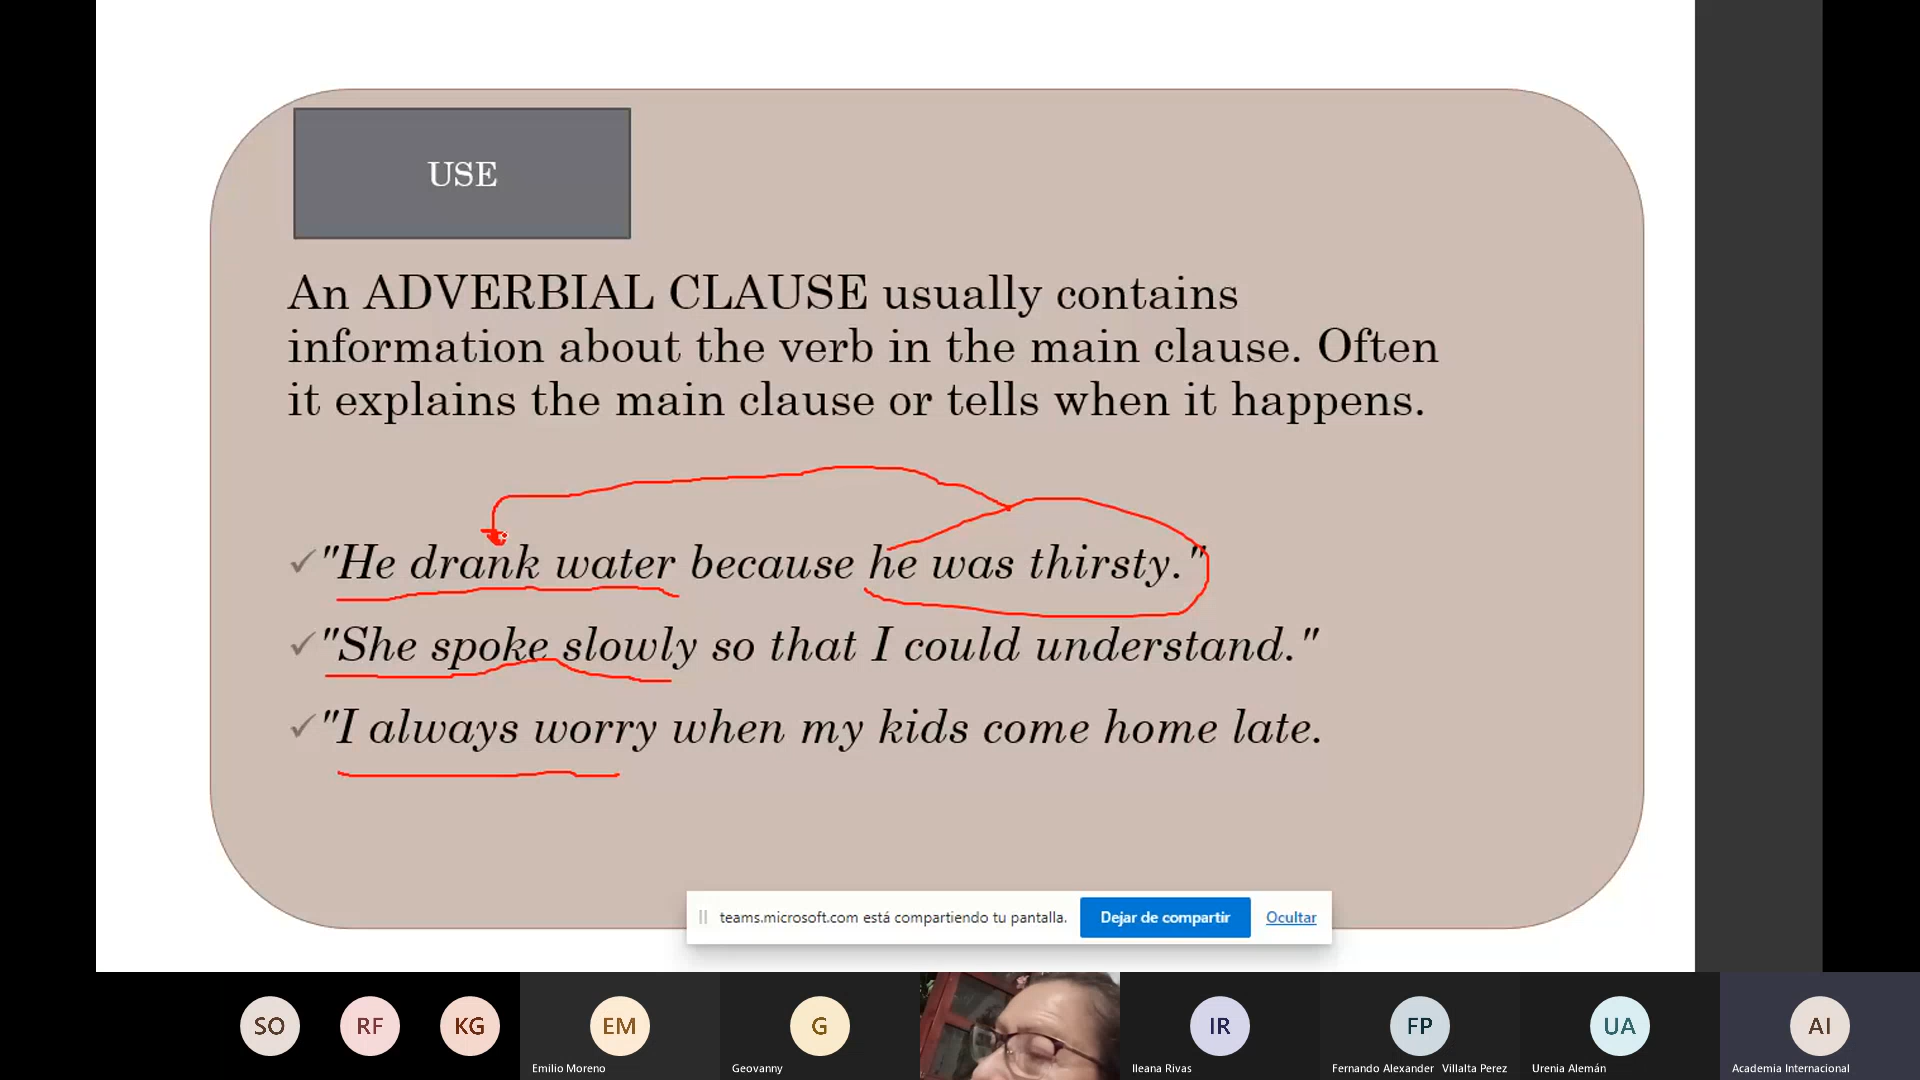 USE
An ADVERBIAL CLAUSE usually contains
information about the verb in the main clause. Often
it explains the main clause or tells when it happens.
"He drank water because he was thirsty."
"She spoke slowly so that I could understand."
"I always worry when my kids come home late.
teams.microsoft.com está compartiendo tu pantalla. Dejar de compartir Ocultar
SO RF KG EM G IR FP UA AI
Emilio Moreno Geovanny Ileana Rivas Fernando Alexander Villalta Perez Urenia Alemán Academia Internacional